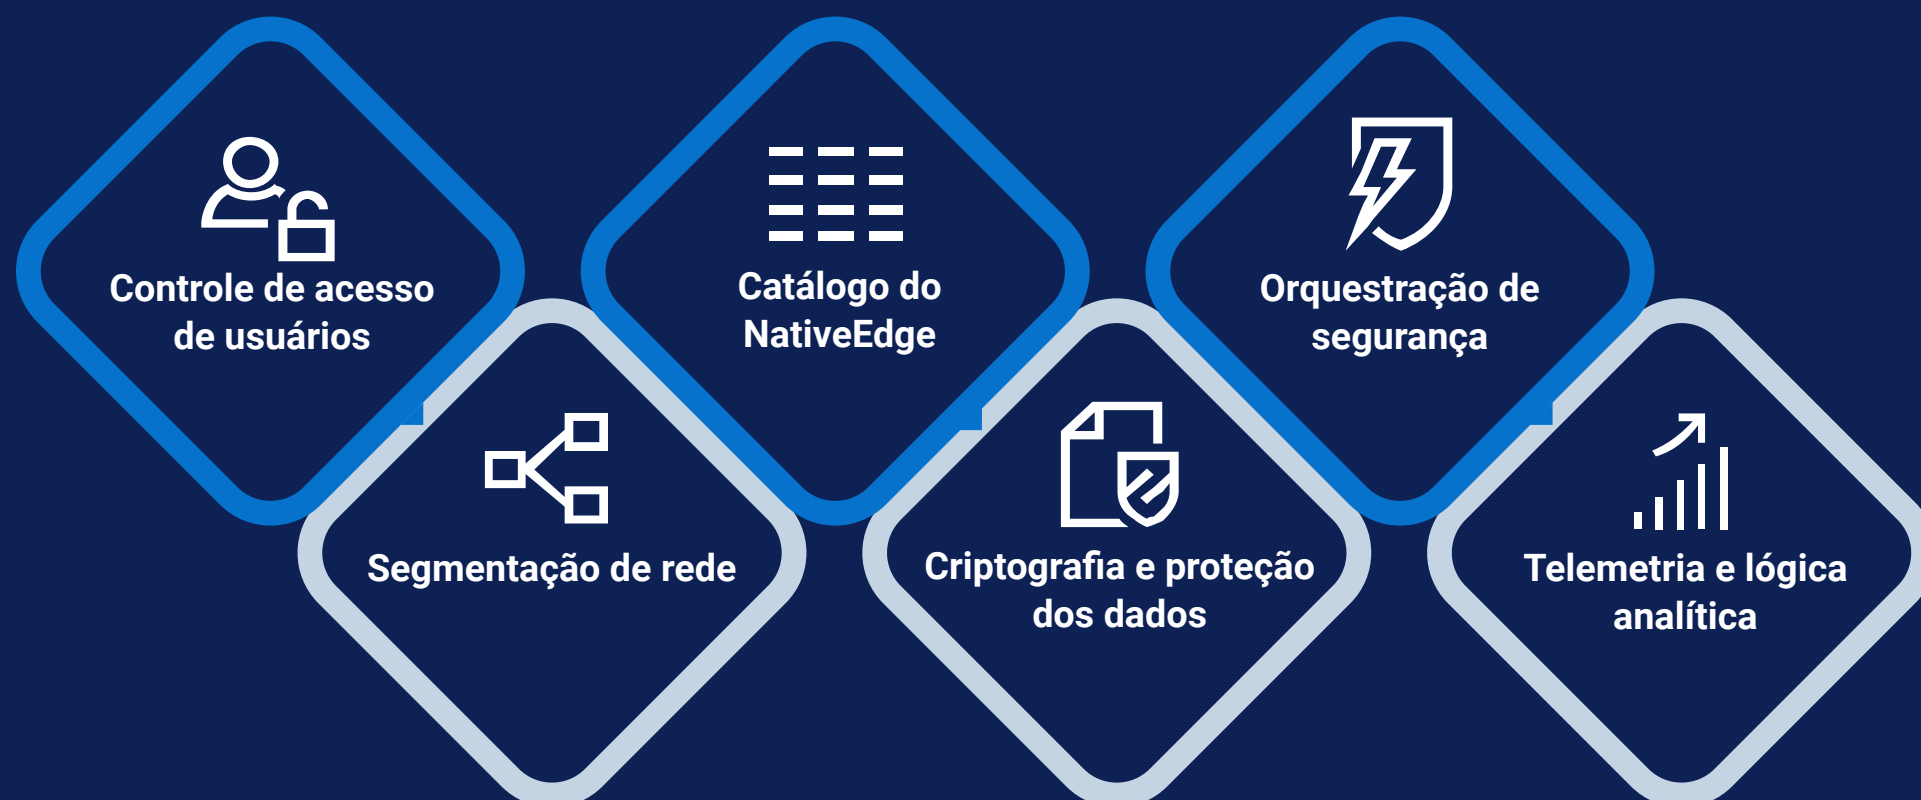 Controle de acesso
de usuários
Catálogo do
NativeEdge
Orquestração de
segurança
Segmentação de rede
Criptografia e proteção
dos dados
Telemetria e lógica
analítica